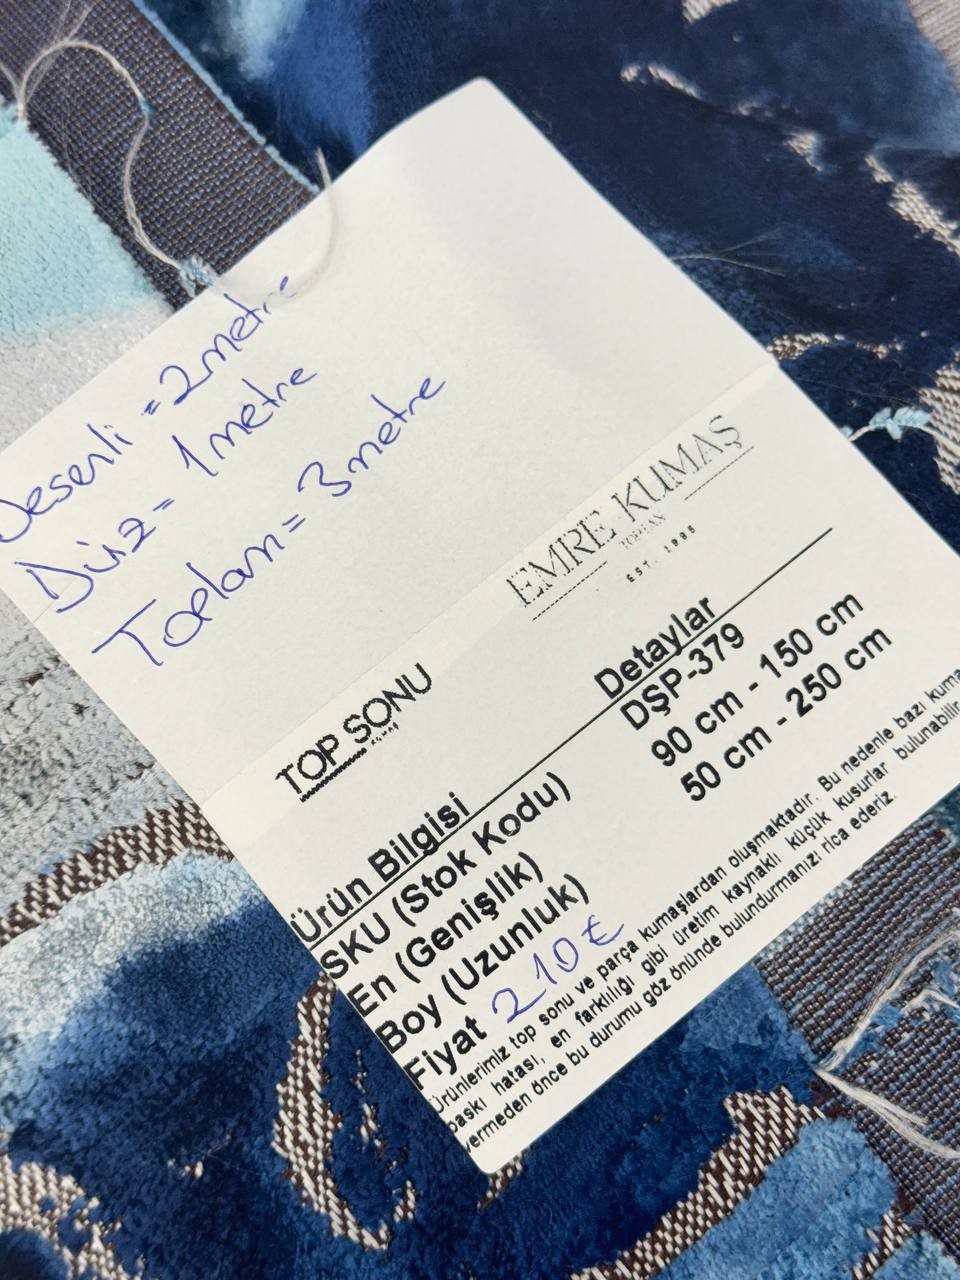 Desenli = 2 metre
Düz = 1 metre
Toplam = 3 metre
EMRE KUMAŞ
TOPTAN
EST. 1996
TOP SONU
KUMAŞ
Ürün Bilgisi Detaylar
SKU (Stok Kodu) DŞP-379
En (Genişlik) 90 cm - 150 cm
Boy (Uzunluk) 50 cm - 250 cm
Fiyat 210 €
Ürünlerimiz top sonu ve parça kumaşlardan oluşmaktadır. Bu nedenle bazı kuma
baskı hatası, en farklılığı gibi üretim kaynaklı küçük kusurlar bulunabilir
vermeden önce bu durumu göz önünde bulundurmanızı rica ederiz.